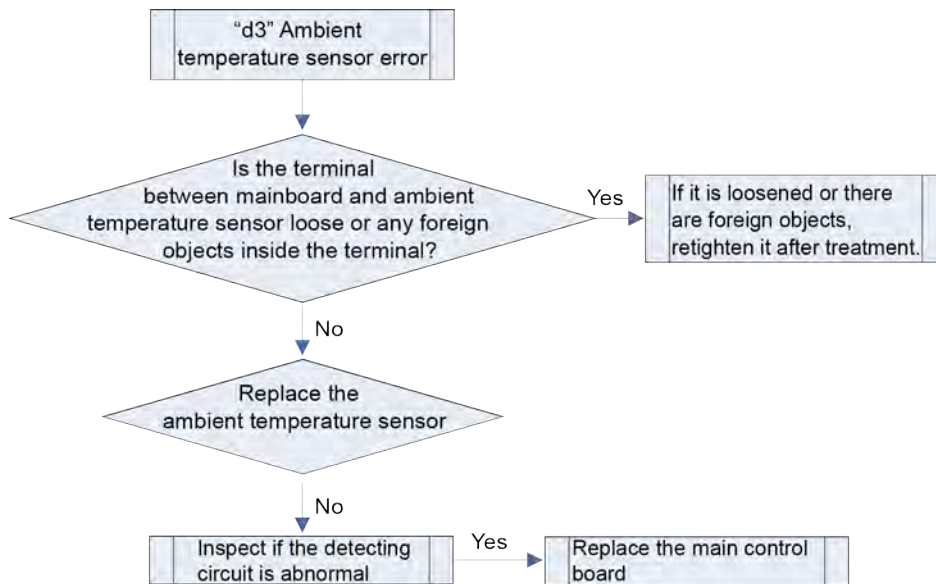 “d3” Ambient
temperature sensor error
Is the terminal
between mainboard and ambient
temperature sensor loose or any foreign
objects inside the terminal?
Yes
If it is loosened or there
are foreign objects,
retighten it after treatment.
No
Replace the
ambient temperature sensor
No
Inspect if the detecting
circuit is abnormal
Yes
Replace the main control
board